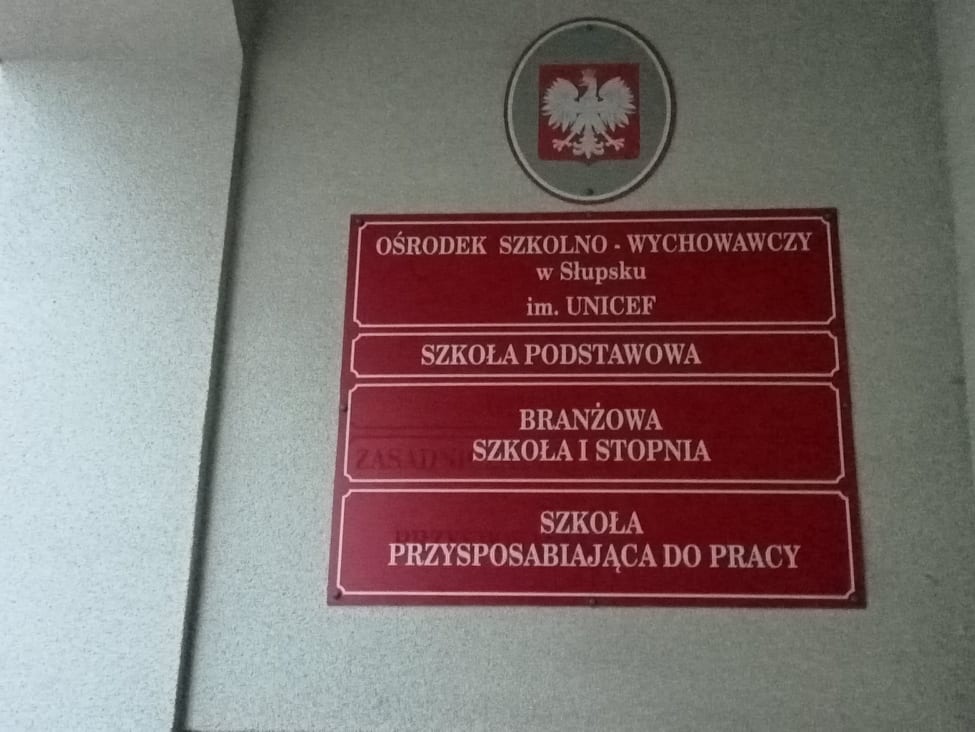 OŚRODEK SZKOLNO - WYCHOWAWCZY
w Słupsku
im. UNICEF
SZKOŁA PODSTAWOWA
BRANŻOWA
SZKOŁA I STOPNIA
SZKOŁA
PRZYSPOSABIAJĄCA DO PRACY